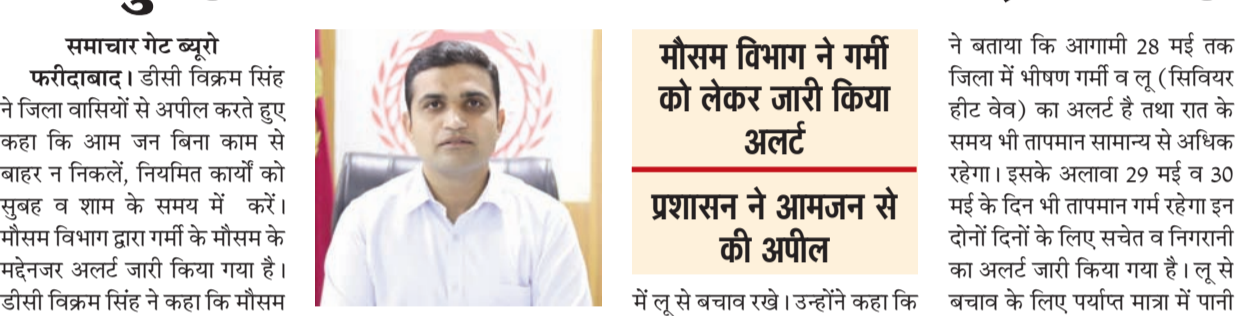 समाचार गेट ब्यूरो
फरीदाबाद। डीसी विक्रम सिंह
ने जिला वासियों से अपील करते हुए
कहा कि आम जन बिना काम से
बाहर न निकलें, नियमित कार्यों को
सुबह व शाम के समय में करें।
मौसम विभाग द्वारा गर्मी के मौसम के
मद्देनजर अलर्ट जारी किया गया है।
डीसी विक्रम सिंह ने कहा कि मौसम
मौसम विभाग ने गर्मी
को लेकर जारी किया
अलर्ट
प्रशासन ने आमजन से
की अपील
में लू से बचाव रखे। उन्होंने कहा कि
ने बताया कि आगामी 28 मई तक
जिला में भीषण गर्मी व लू (सिवियर
हीट वेव) का अलर्ट है तथा रात के
समय भी तापमान सामान्य से अधिक
रहेगा। इसके अलावा 29 मई व 30
मई के दिन भी तापमान गर्म रहेगा इन
दोनों दिनों के लिए सचेत व निगरानी
का अलर्ट जारी किया गया है। लू से
बचाव के लिए पर्याप्त मात्रा में पानी